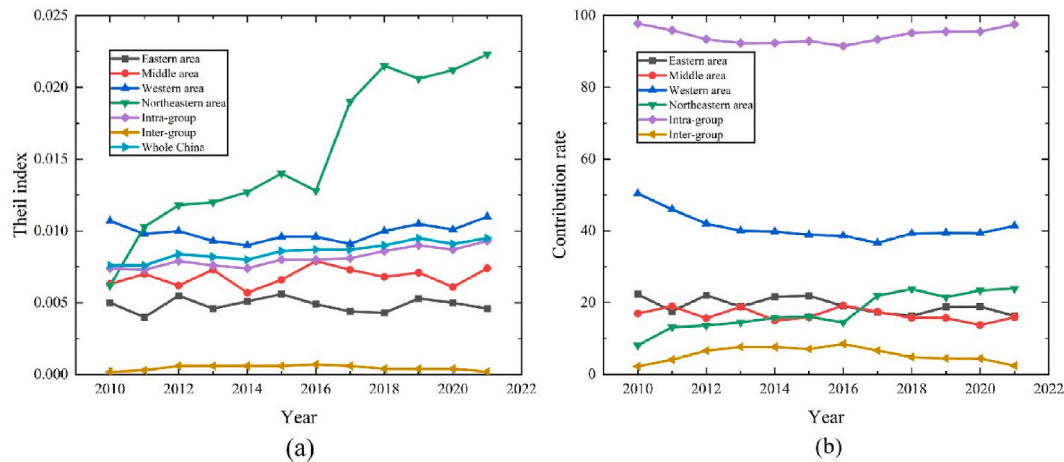 0.025
0.020
0.015
0.010
0.005
0.000
Theil index
Eastern area
Middle area
Western area
Northeastern area
Intra-group
Inter-group
Whole China
2010 2012 2014 2016 2018 2020 2022
Year
(a)
100
80
60
40
20
0
Contribution rate
Eastern area
Middle area
Western area
Northeastern area
Intra-group
Inter-group
2010 2012 2014 2016 2018 2020 2022
Year
(b)